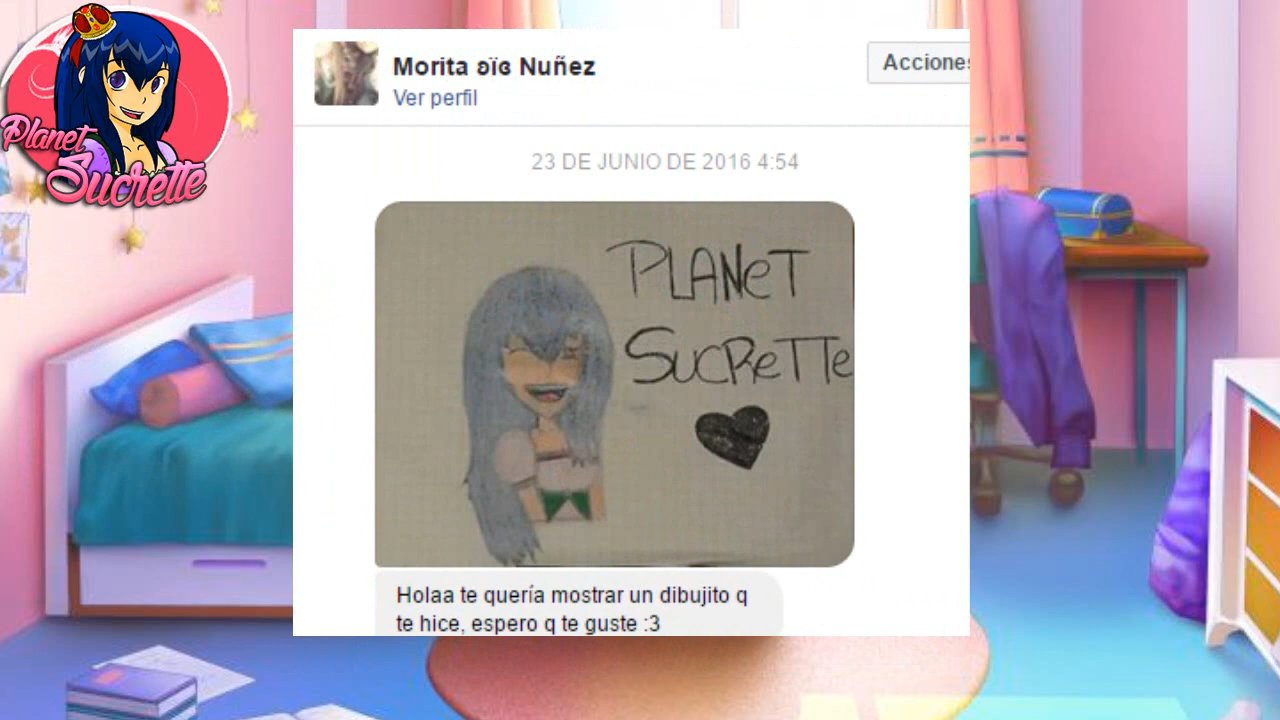 Planet
Sucrette
Morita ʚïɞ Nuñez
Ver perfil
Acciones
23 DE JUNIO DE 2016 4:54
PLANeT
SUCReTTe
Holaa te quería mostrar un dibujito q
te hice, espero q te guste :3